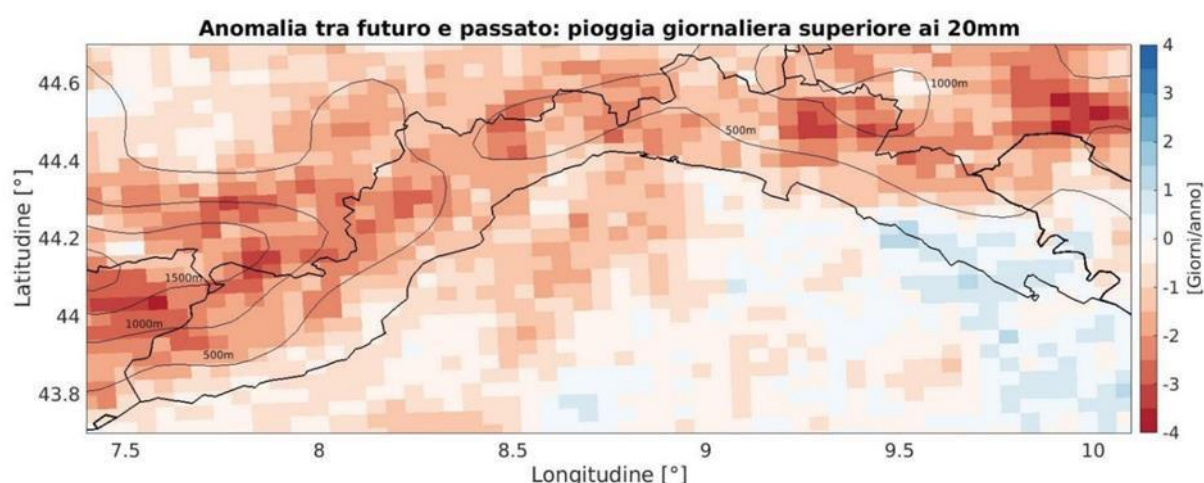 Anomalia tra futuro e passato: pioggia giornaliera superiore ai 20mm
44.6
44.4
44.2
44
43.8
Latitudine [°]
7.5
8
8.5
9
9.5
10
Longitudine [°]
1000m
500m
1500m
1000m
500m
4
3
2
1
0
-1
-2
-3
-4
[Giorni/anno]